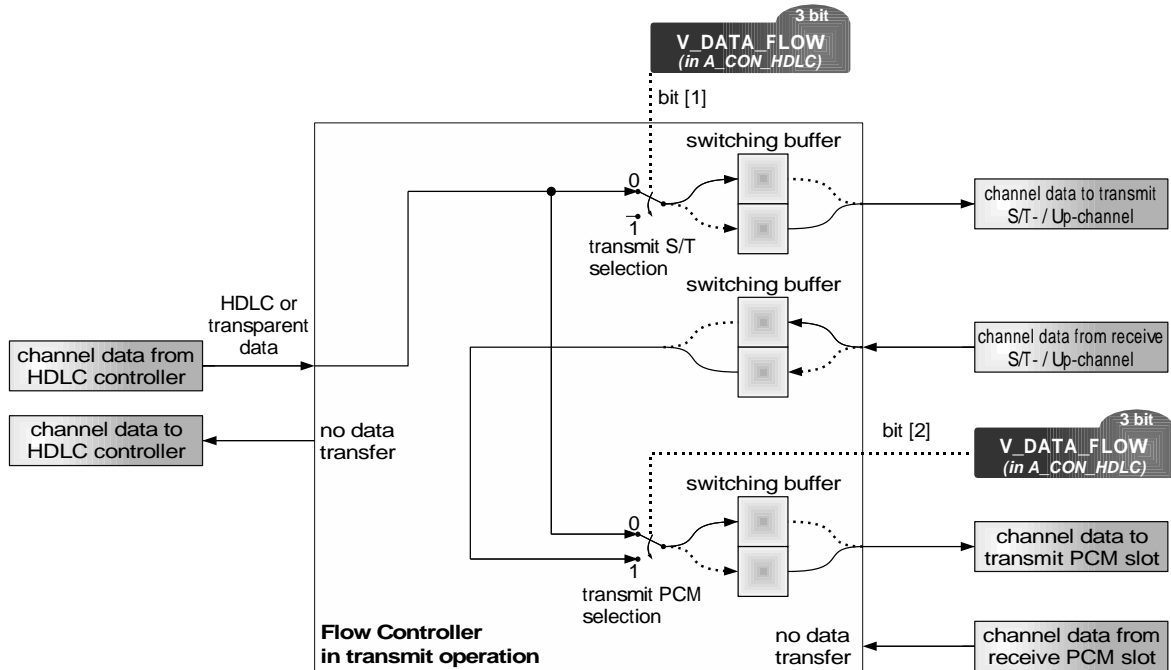 3 bit
V_DATA_FLOW
(in A_CON_HDLC)
bit [1]
switching buffer
0
1
transmit S/T
selection
channel data to transmit
S/T- / Up-channel
switching buffer
HDLC or
transparent
data
channel data from
HDLC controller
channel data from receive
S/T- / Up-channel
channel data to
HDLC controller
no data
transfer
bit [2]
3 bit
V_DATA_FLOW
(in A_CON_HDLC)
switching buffer
0
1
transmit PCM
selection
channel data to
transmit PCM slot
Flow Controller
in transmit operation
no data
transfer
channel data from
receive PCM slot